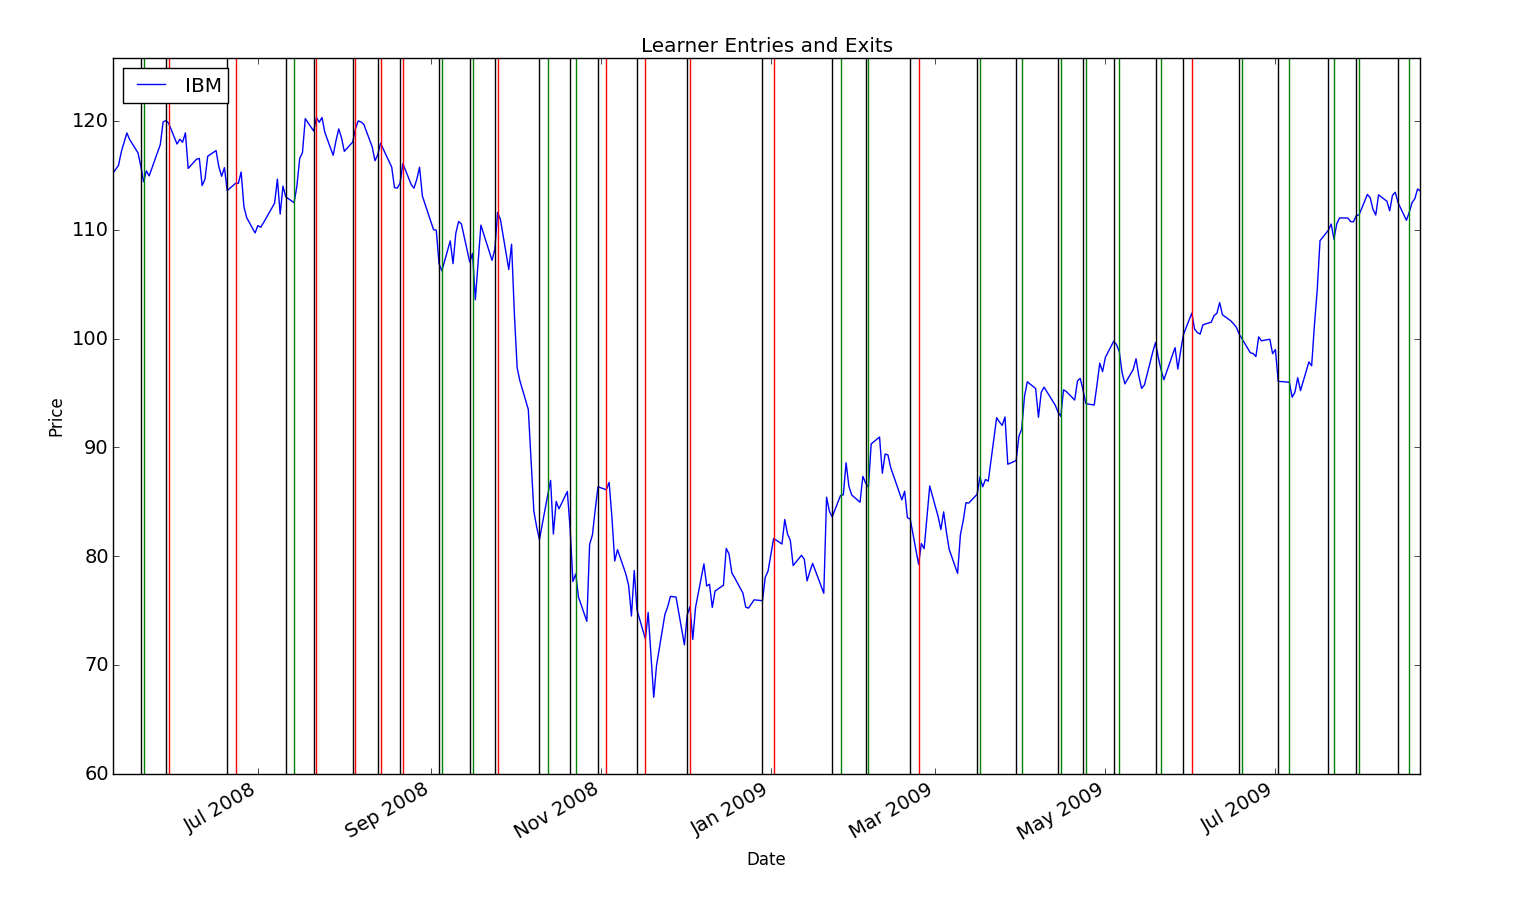 Learner Entries and Exits
IBM
120
110
100
90
80
70
60
Price
Jul 2008
Sep 2008
Nov 2008
Jan 2009
Mar 2009
May 2009
Jul 2009
Date